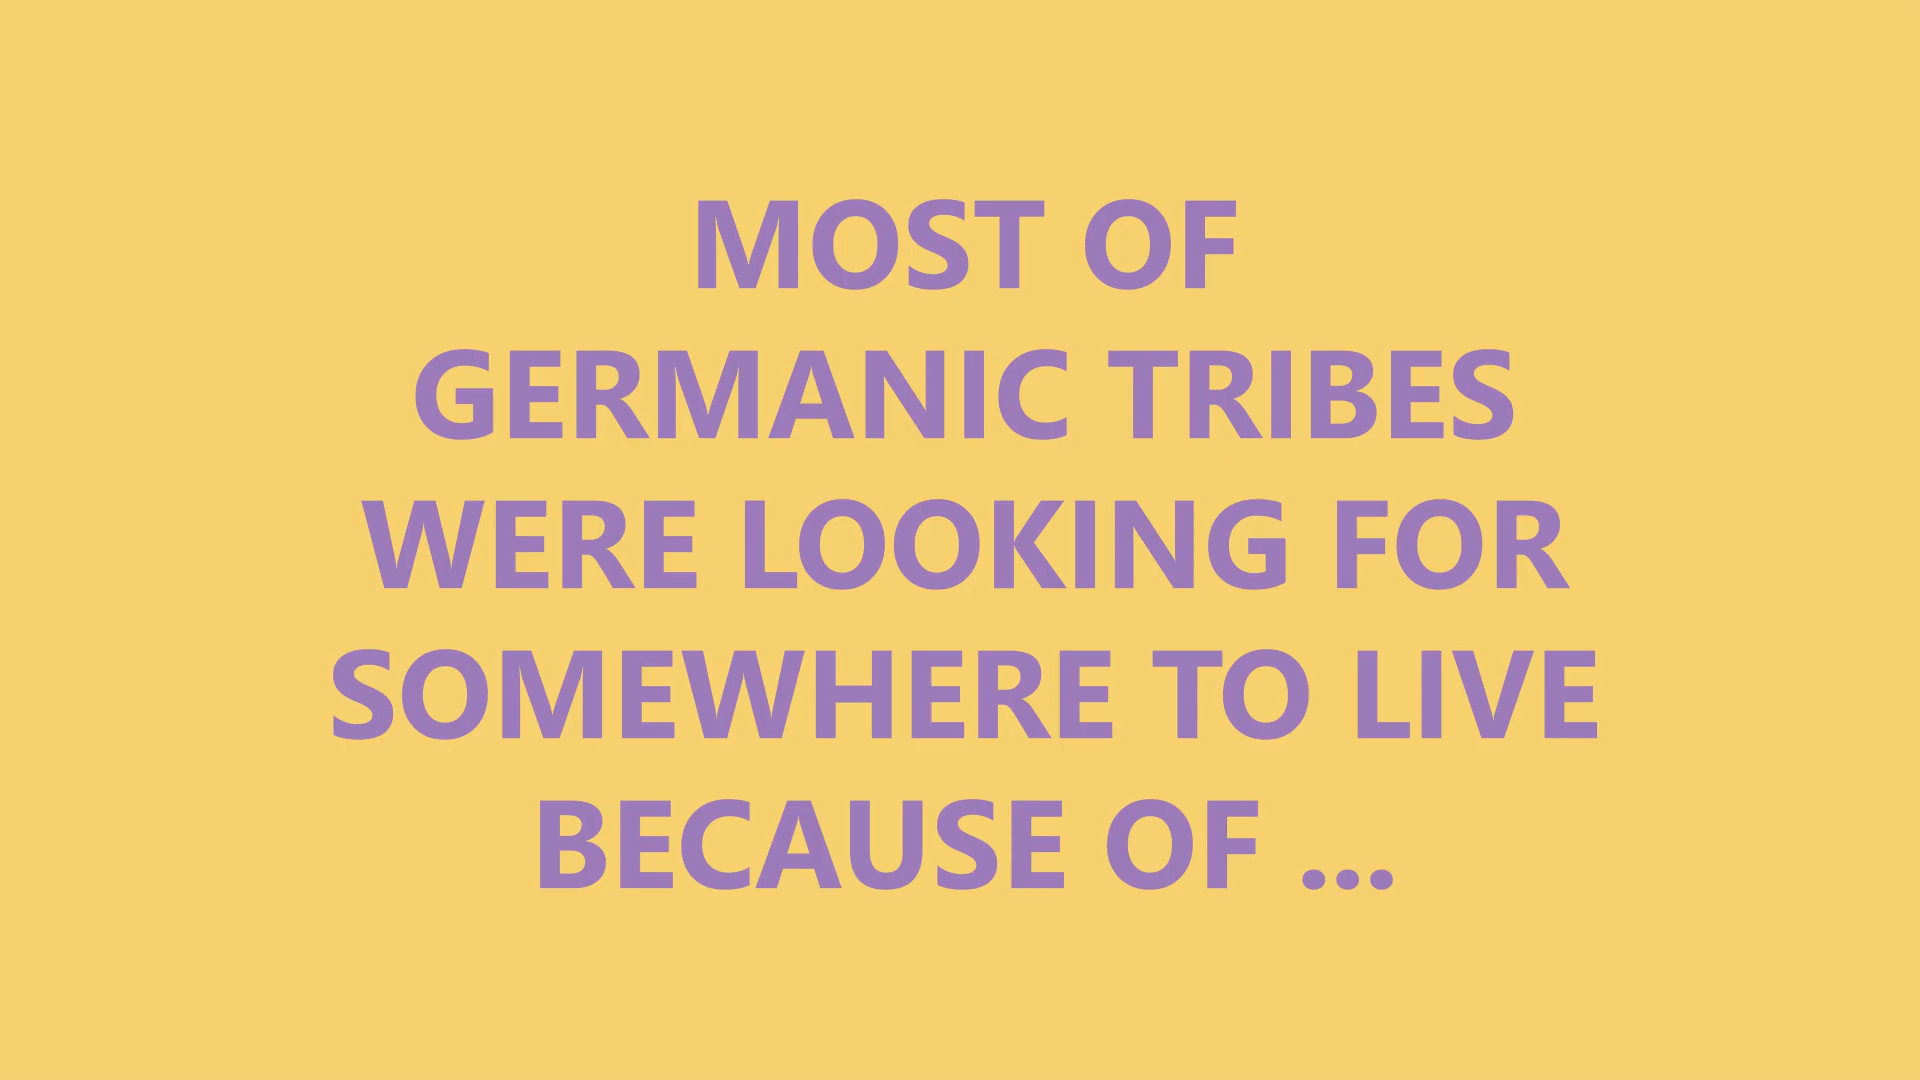 MOST OF
GERMANIC TRIBES
WERE LOOKING FOR
SOMEWHERE TO LIVE
BECAUSE OF ...